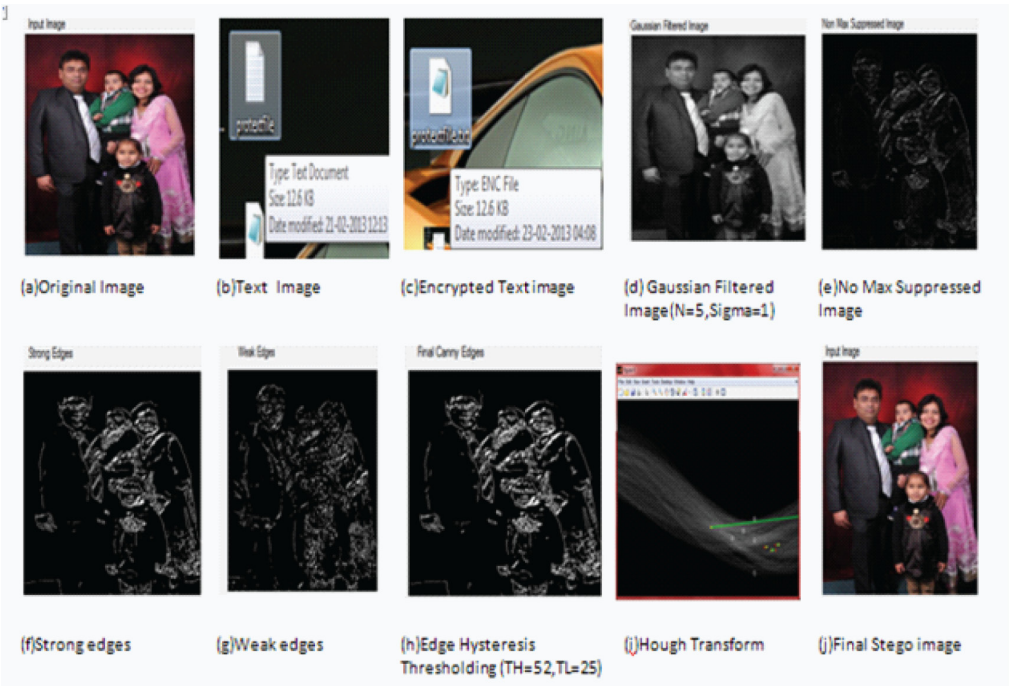 Input Image
Gaussian Filtered Image
Non Max Suppressed Image
protectfile
Type: Text Document
Size: 12.6 KB
Date modified: 21-02-2013 12:13
protectfile.txt
Type: ENC File
Size: 12.6 KB
Date modified: 23-02-2013 04:08
(a)Original Image
(b)Text Image
(c)Encrypted Text image
(d) Gaussian Filtered
Image(N=5,Sigma=1)
(e)No Max Suppressed
Image
Strong Edges
Weak Edges
Final Canny Edges
Input Image
(f)Strong edges
(g)Weak edges
(h)Edge Hysteresis
Thresholding (TH=52,TL=25)
(i)Hough Transform
(j)Final Stego image